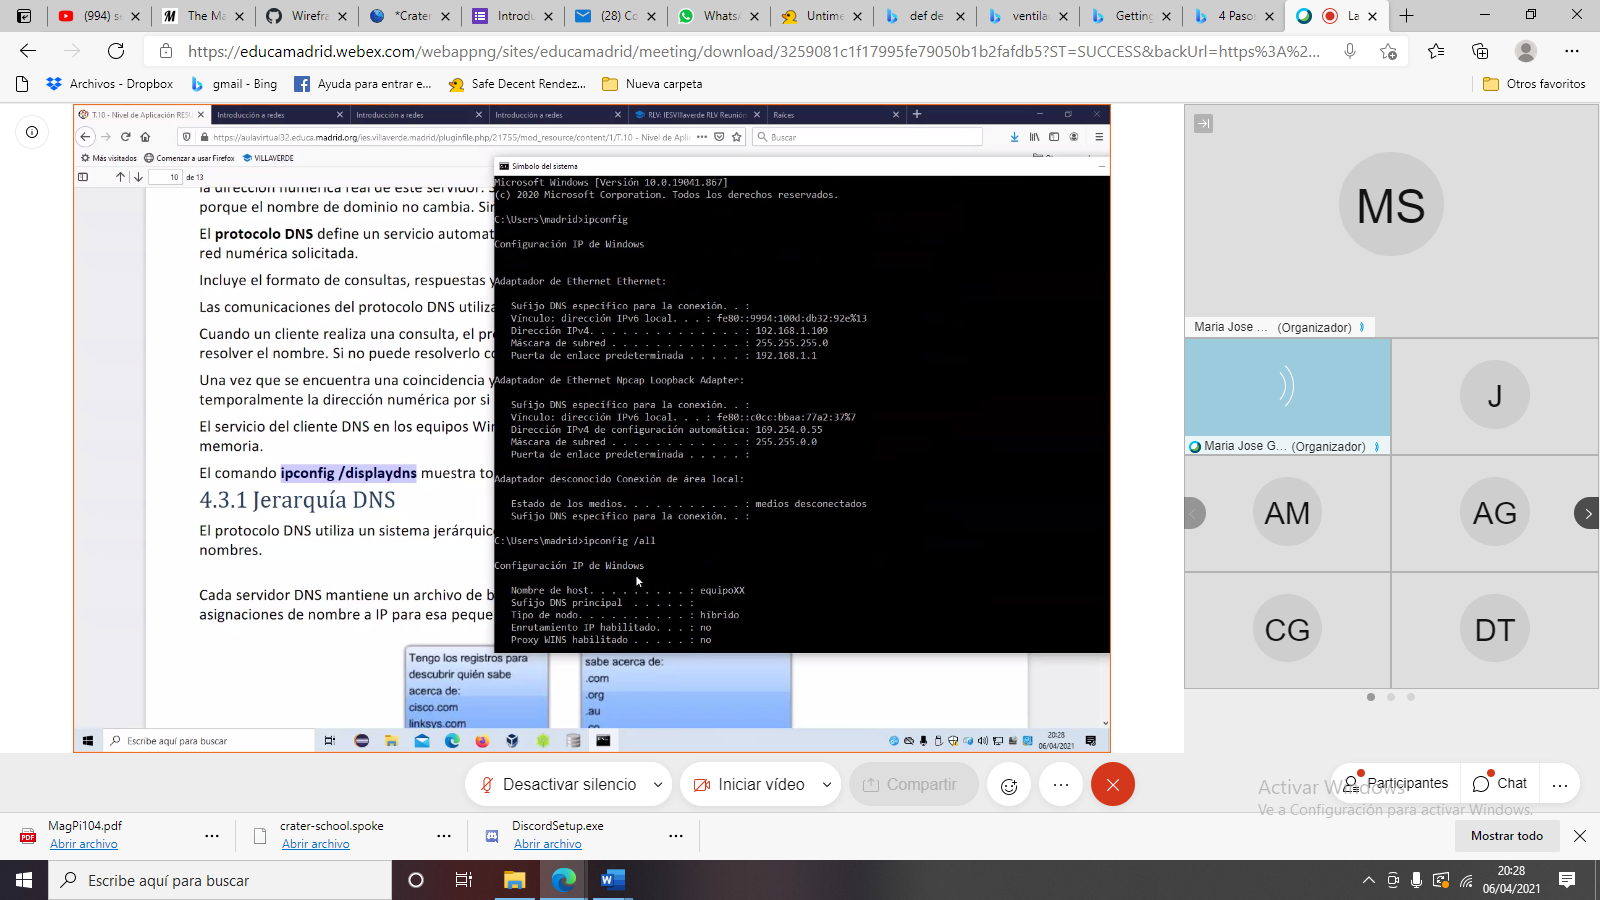 (994) se
The Ma
Wirefra
*Crater
Introdu
(28) Co
WhatsA
Untime
def de
ventila
Getting
4 Pasos
La
https://educamadrid.webex.com/webappng/sites/educamadrid/meeting/download/3259081c1f17995fe79050b1b2fafdb5?ST=SUCCESS&backUrl=https%3A%2...
Archivos - Dropbox
gmail - Bing
Ayuda para entrar e...
Safe Decent Rendez...
Nueva carpeta
Otros favoritos
T.10 - Nivel de Aplicación RESU
Introducción a redes
Introducción a redes
Introducción a redes
RLV: IESVillaverde RLV Reunión
Raíces
https://aulavirtual32.educa.madrid.org/ies.villaverde.madrid/pluginfile.php/21755/mod_resource/content/1/T.10 - Nivel de Aplic
Buscar
Más visitados
Comenzar a usar Firefox
VILLAVERDE
10
de 13
la dirección numérica real de este servidor. S
porque el nombre de dominio no cambia. Sin
El protocolo DNS define un servicio automat
red numérica solicitada.
Incluye el formato de consultas, respuestas y
Las comunicaciones del protocolo DNS utiliza
Cuando un cliente realiza una consulta, el pro
resolver el nombre. Si no puede resolverlo co
Una vez que se encuentra una coincidencia y
temporalmente la dirección numérica por si
El servicio del cliente DNS en los equipos Win
memoria.
El comando ipconfig /displaydns muestra to
4.3.1 Jerarquía DNS
El protocolo DNS utiliza un sistema jerárquico
nombres.
Cada servidor DNS mantiene un archivo de b
asignaciones de nombre a IP para esa peque
Tengo los registros para
descubrir quién sabe
acerca de:
cisco.com
linksys.com
sabe acerca de:
.com
.org
.au
.co
Símbolo del sistema
Microsoft Windows [Versión 10.0.19041.867]
(c) 2020 Microsoft Corporation. Todos los derechos reservados.
C:\Users\madrid>ipconfig
Configuración IP de Windows
Adaptador de Ethernet Ethernet:
Sufijo DNS específico para la conexión. . :
Vínculo: dirección IPv6 local. . . : fe80::9994:100d:db32:92e%13
Dirección IPv4. . . . . . . . . . . . . . : 192.168.1.109
Máscara de subred . . . . . . . . . . . . : 255.255.255.0
Puerta de enlace predeterminada . . . . . : 192.168.1.1
Adaptador de Ethernet Npcap Loopback Adapter:
Sufijo DNS específico para la conexión. . :
Vínculo: dirección IPv6 local. . . : fe80::c0cc:bbaa:77a2:37%7
Dirección IPv4 de configuración automática: 169.254.0.55
Máscara de subred . . . . . . . . . . . . : 255.255.0.0
Puerta de enlace predeterminada . . . . . :
Adaptador desconocido Conexión de área local:
Estado de los medios. . . . . . . . . . . : medios desconectados
Sufijo DNS específico para la conexión. . :
C:\Users\madrid>ipconfig /all
Configuración IP de Windows
Nombre de host. . . . . . . . . : equipoXX
Sufijo DNS principal . . . . . :
Tipo de nodo. . . . . . . . . . : híbrido
Enrutamiento IP habilitado. . . : no
Proxy WINS habilitado . . . . . : no
Escribe aquí para buscar
20:28
06/04/2021
MS
Maria Jose ... (Organizador)
Maria Jose G... (Organizador)
J
AM
AG
CG
DT
Desactivar silencio
Iniciar vídeo
Compartir
Participantes
Chat
Activar Windows
Ve a Configuración para activar Windows.
MagPi104.pdf
Abrir archivo
crater-school.spoke
Abrir archivo
DiscordSetup.exe
Abrir archivo
Mostrar todo
Escribe aquí para buscar
20:28
06/04/2021